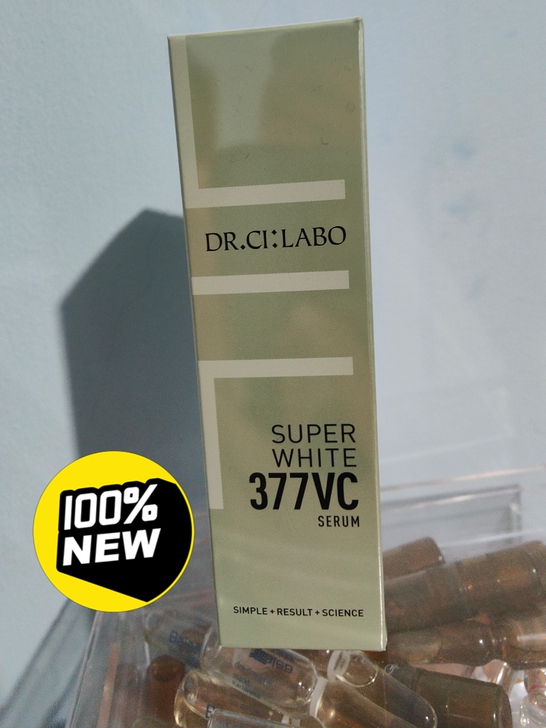 DR.CI:LABO
SUPER
WHITE
377VC
SERUM
100%
NEW
SIMPLE+RESULT+SCIENCE